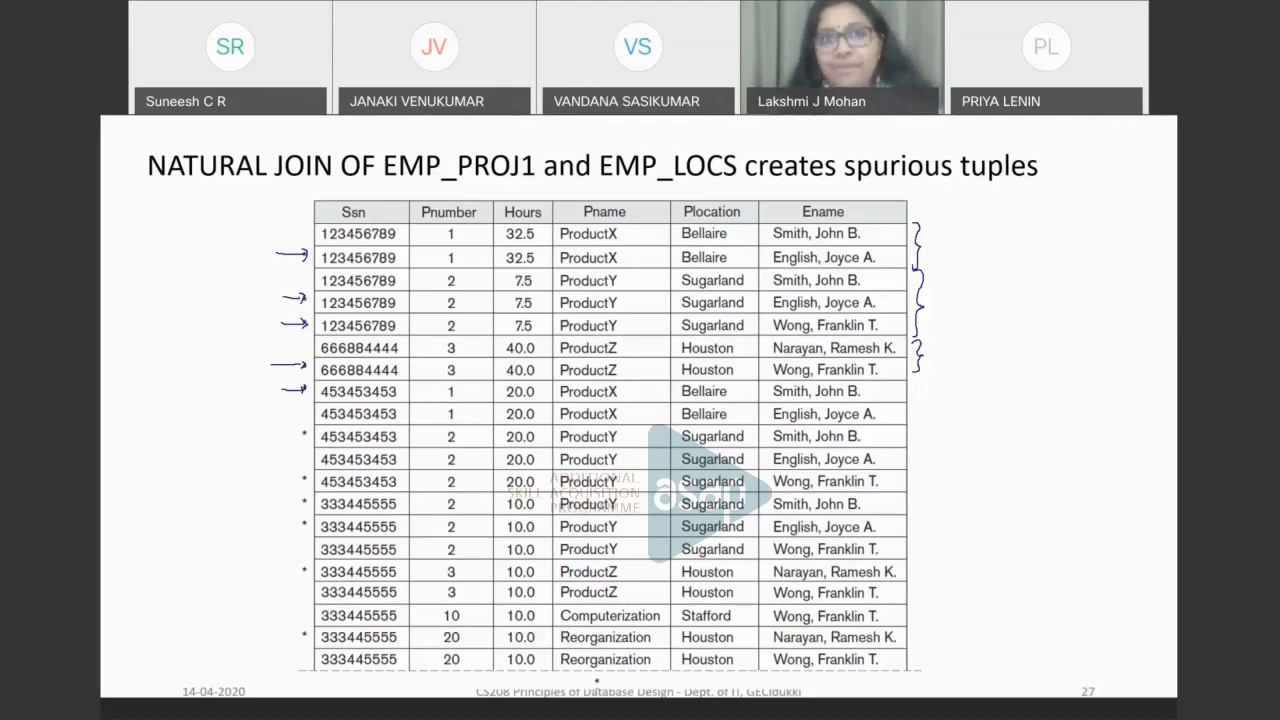 SR
JV
VS
PL
Suneesh C R
JANAKI VENUKUMAR
VANDANA SASIKUMAR
Lakshmi J Mohan
PRIYA LENIN
NATURAL JOIN OF EMP_PROJ1 and EMP_LOCS creates spurious tuples
Ssn Pnumber Hours Pname Plocation Ename
123456789 1 32.5 ProductX Bellaire Smith, John B.
123456789 1 32.5 ProductX Bellaire English, Joyce A.
123456789 2 7.5 ProductY Sugarland Smith, John B.
123456789 2 7.5 ProductY Sugarland English, Joyce A.
123456789 2 7.5 ProductY Sugarland Wong, Franklin T.
666884444 3 40.0 ProductZ Houston Narayan, Ramesh K.
666884444 3 40.0 ProductZ Houston Wong, Franklin T.
453453453 1 20.0 ProductX Bellaire Smith, John B.
453453453 1 20.0 ProductX Bellaire English, Joyce A.
* 453453453 2 20.0 ProductY Sugarland Smith, John B.
453453453 2 20.0 ProductY Sugarland English, Joyce A.
* 453453453 2 20.0 ProductY Sugarland Wong, Franklin T.
* 333445555 2 10.0 ProductY Sugarland Smith, John B.
* 333445555 2 10.0 ProductY Sugarland English, Joyce A.
333445555 2 10.0 ProductY Sugarland Wong, Franklin T.
* 333445555 3 10.0 ProductZ Houston Narayan, Ramesh K.
333445555 3 10.0 ProductZ Houston Wong, Franklin T.
333445555 10 10.0 Computerization Stafford Wong, Franklin T.
* 333445555 20 10.0 Reorganization Houston Narayan, Ramesh K.
333445555 20 10.0 Reorganization Houston Wong, Franklin T.
*
ADDITIONAL
SKILL ACQUISITION
PROGRAMME
asap
14-04-2020 CS208 Principles of Database Design - Dept. of IT, GECIdukki 27